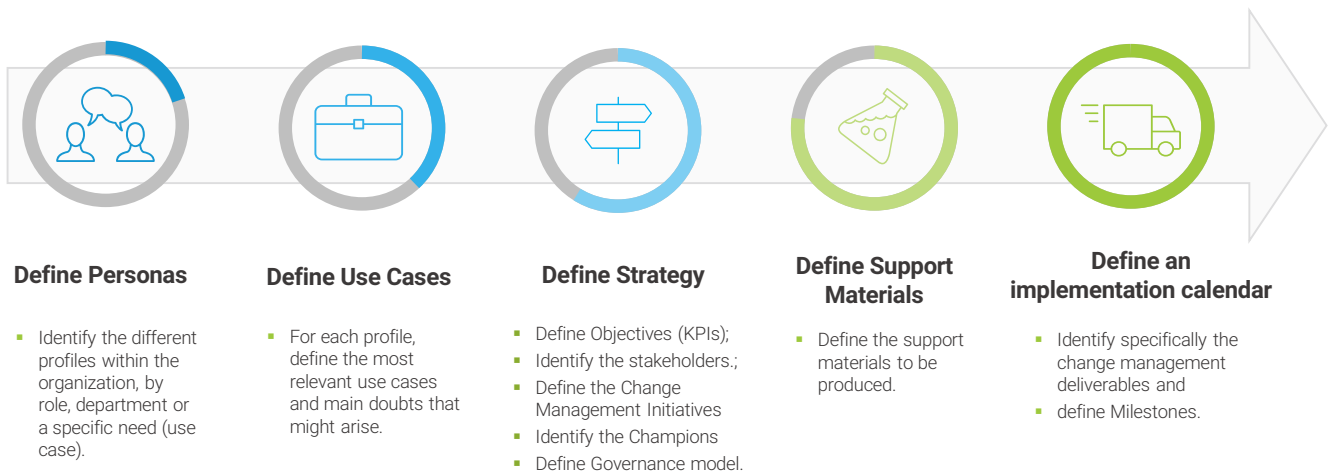 Define Personas
▪ Identify the different
profiles within the
organization, by
role, department or
a specific need (use
case).
Define Use Cases
▪ For each profile,
define the most
relevant use cases
and main doubts that
might arise.
Define Strategy
▪ Define Objectives (KPIs);
▪ Identify the stakeholders.;
▪ Define the Change
Management Initiatives
▪ Identify the Champions
▪ Define Governance model.
Define Support
Materials
▪ Define the support
materials to be
produced.
Define an
implementation calendar
▪ Identify specifically the
change management
deliverables and
▪ define Milestones.